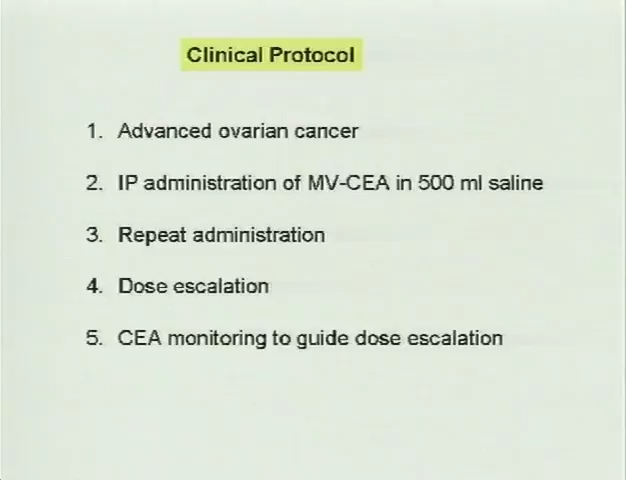 Clinical Protocol
1. Advanced ovarian cancer
2. IP administration of MV-CEA in 500 ml saline
3. Repeat administration
4. Dose escalation
5. CEA monitoring to guide dose escalation